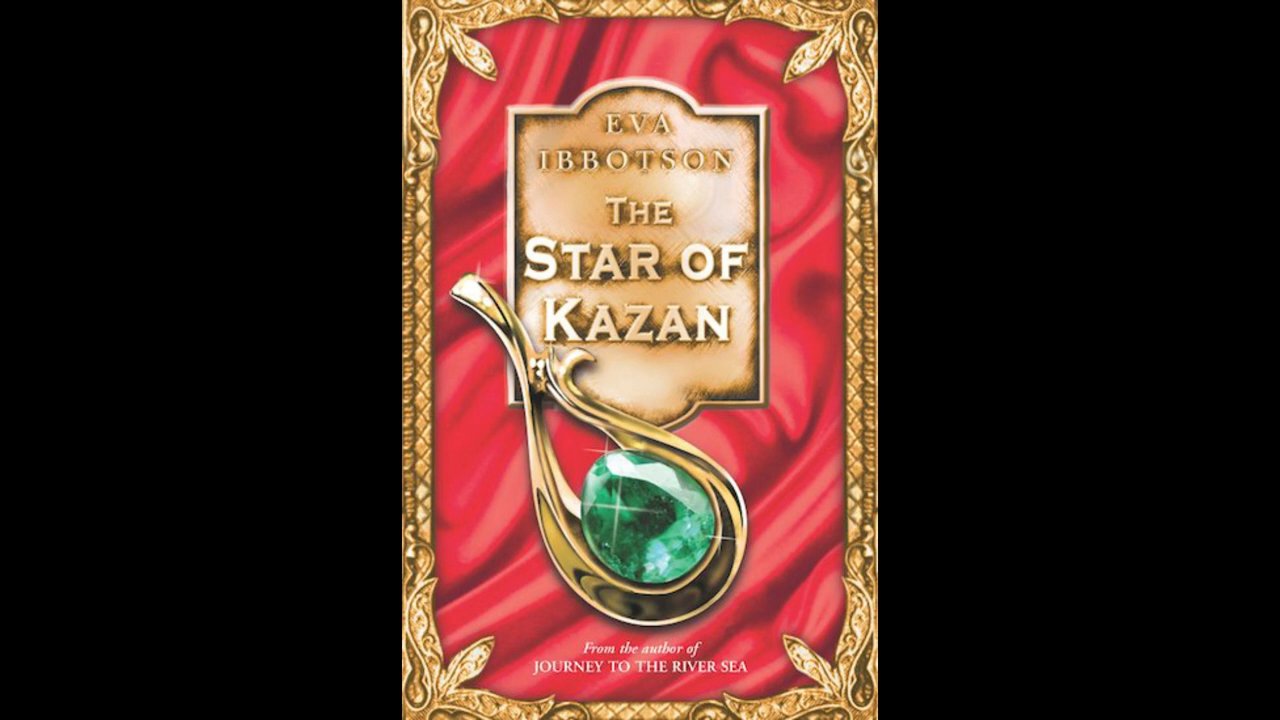 EVA
IBBOTSON
THE
STAR OF
KAZAN
From the author of
JOURNEY TO THE RIVER SEA